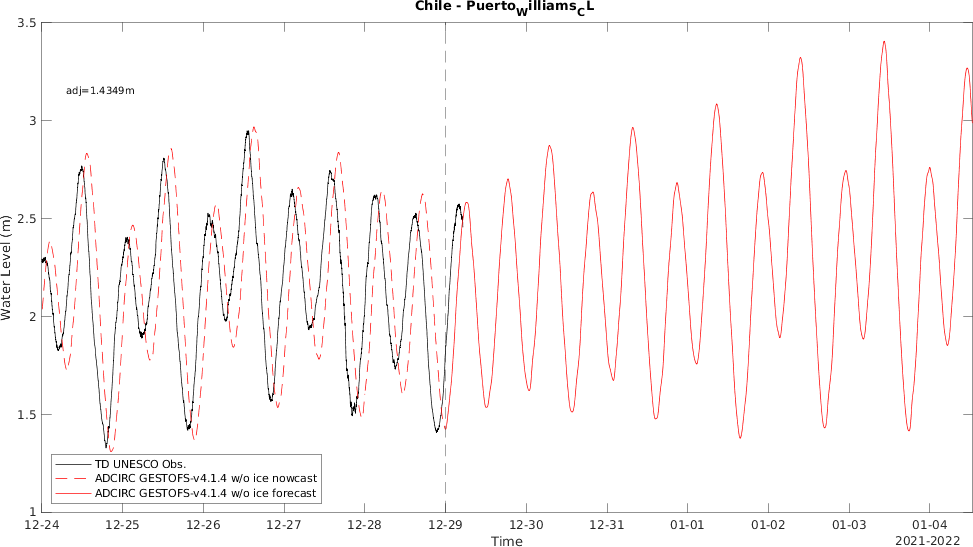 Chile - Puerto_Williams_CL
3.5
adj=1.4349m
3
2.5
Water Level (m)
2
1.5
TD UNESCO Obs.
ADCIRC GESTOFS-v4.1.4 w/o ice nowcast
ADCIRC GESTOFS-v4.1.4 w/o ice forecast
1
12-24 12-25 12-26 12-27 12-28 12-29 12-30 12-31 01-01 01-02 01-03 01-04
Time
2021-2022